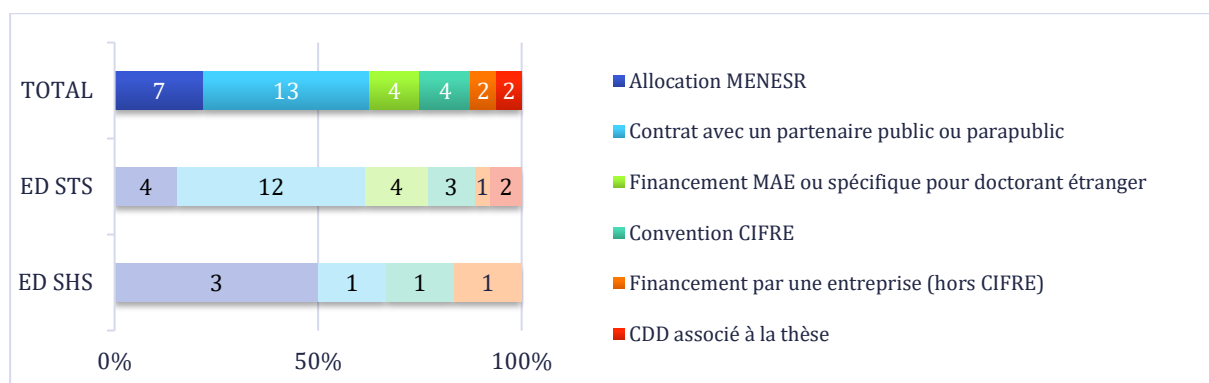 TOTAL 7 13 4 4 2 2
ED STS 4 12 4 3 1 2
ED SHS 3 1 1 1
0% 50% 100%
Allocation MENESR
Contrat avec un partenaire public ou parapublic
Financement MAE ou spécifique pour doctorant étranger
Convention CIFRE
Financement par une entreprise (hors CIFRE)
CDD associé à la thèse